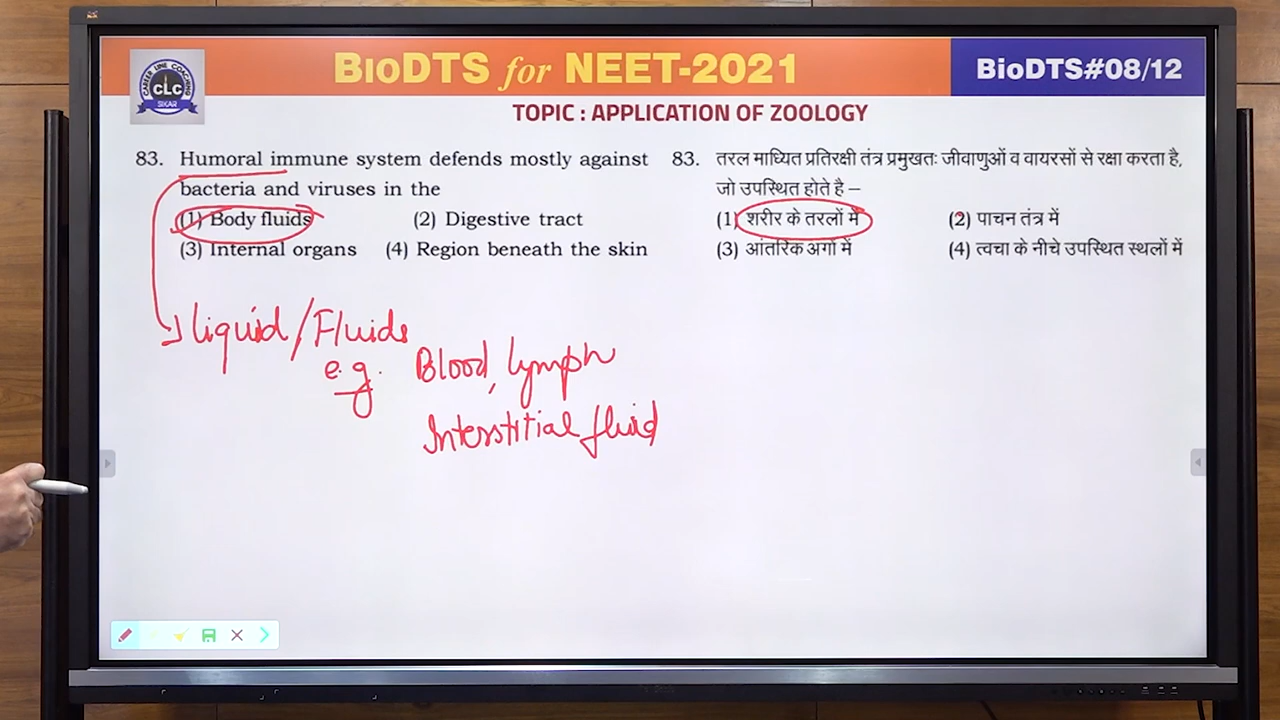 BIODTS for NEET-2021
BIODTS#08/12
CAREER LINE COACHING
CLC
SIKAR
TOPIC : APPLICATION OF ZOOLOGY
83. Humoral immune system defends mostly against
bacteria and viruses in the
(1) Body fluids (2) Digestive tract
(3) Internal organs (4) Region beneath the skin
83. तरल माध्यित प्रतिरक्षी तंत्र प्रमुखतः जीवाणुओं व वायरसों से रक्षा करता है,
जो उपस्थित होते है –
(1) शरीर के तरलों में (2) पाचन तंत्र में
(3) आंतरिक अंगों में (4) त्वचा के नीचे उपस्थित स्थलों में
liquid/Fluids
e.g. Blood, lymph
Interstitial fluid